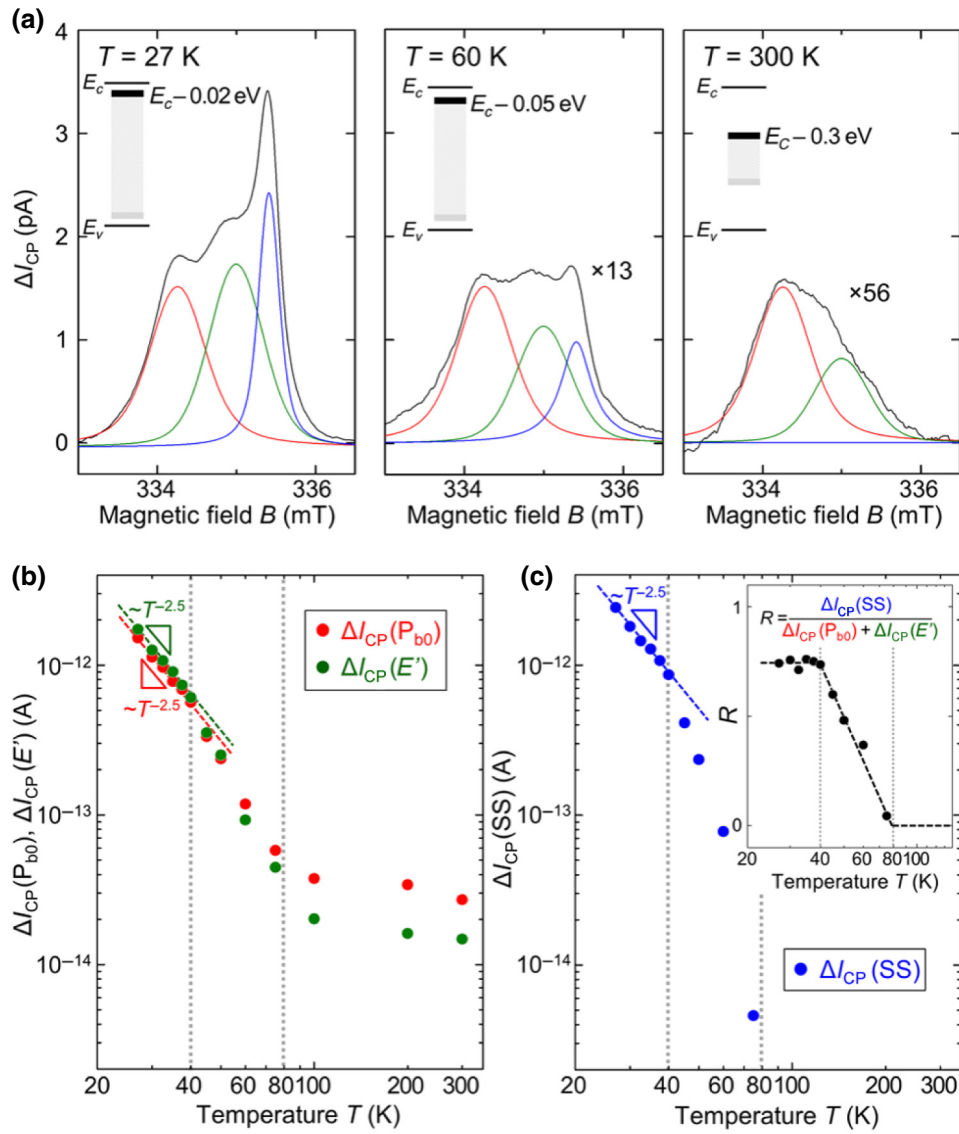 (a)
T = 27 K
T = 60 K
T = 300 K
E_c
E_c − 0.02 eV
E_v
E_c
E_c − 0.05 eV
E_v
E_c
E_C − 0.3 eV
E_v
×13
×56
ΔI_CP (pA)
4
3
2
1
0
334 336
334 336
334 336
Magnetic field B (mT)
Magnetic field B (mT)
Magnetic field B (mT)
(b)
~T^−2.5
~T^−2.5
ΔI_CP(P_b0)
ΔI_CP(E')
ΔI_CP(P_b0), ΔI_CP(E') (A)
10^−12
10^−13
10^−14
20 40 60 80 100 200 300
Temperature T (K)
(c)
~T^−2.5
ΔI_CP(SS) (A)
10^−12
10^−13
10^−14
R = ΔI_CP(SS)
ΔI_CP(P_b0) + ΔI_CP(E')
1
R
0
20 40 60 80 100
Temperature T (K)
ΔI_CP(SS)
20 40 60 80 100 200 300
Temperature T (K)